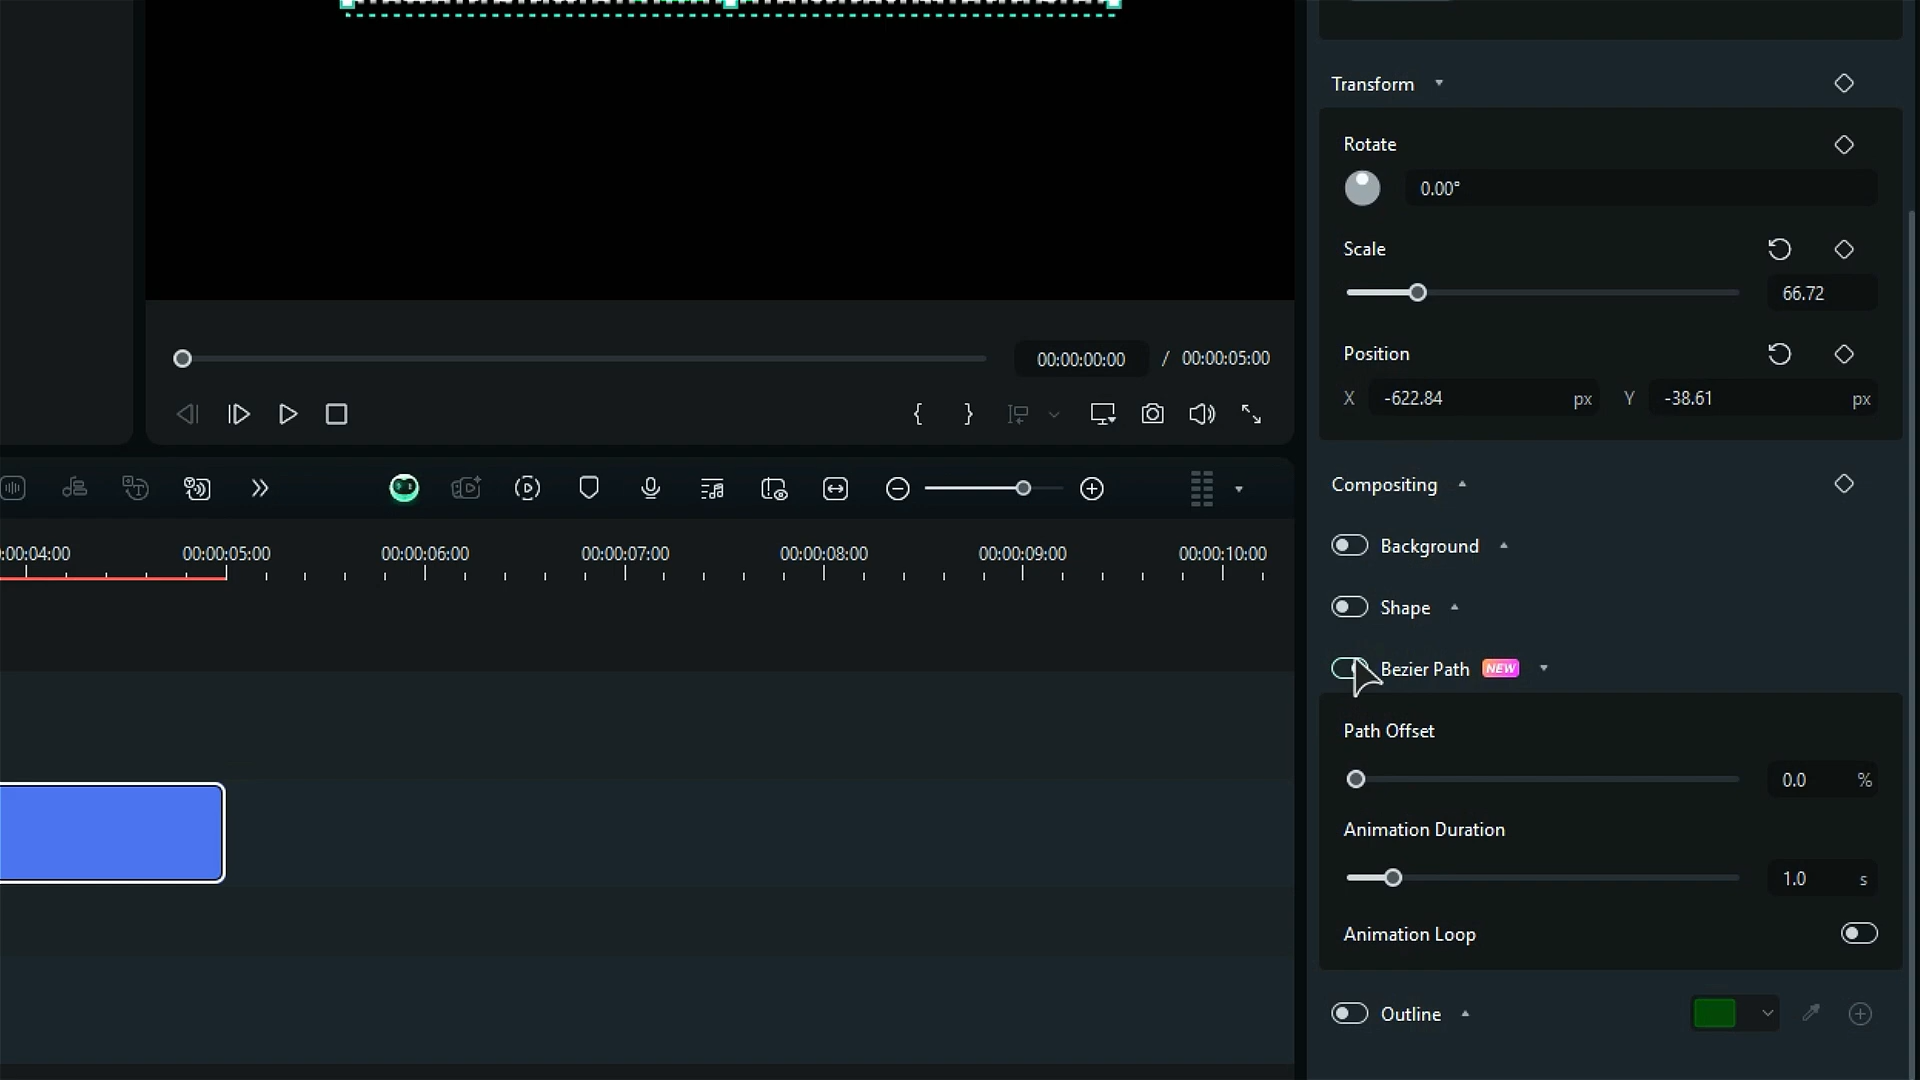 Transform
Rotate
0.00°
Scale
66.72
Position
X -622.84 px Y -38.61 px
00:00:00:00 / 00:00:05:00
Compositing
Background
Shape
Bezier Path NEW
Path Offset
0.0 %
Animation Duration
1.0 s
Animation Loop
Outline
:00:04:00 00:00:05:00 00:00:06:00 00:00:07:00 00:00:08:00 00:00:09:00 00:00:10:00